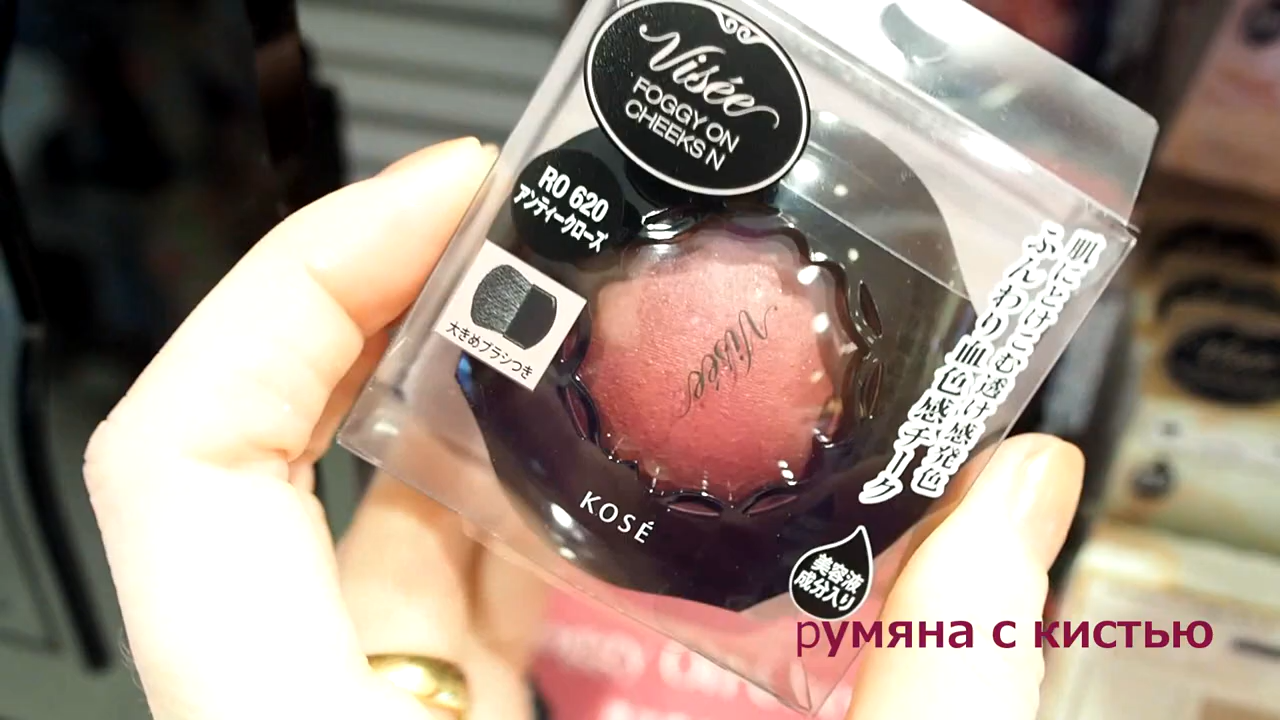 Visée
FOGGY ON
CHEEKS N
RO 620
アンティークローズ
大きめブラシつき
Visée
肌にとけこむ透け感発色
ふんわり血色感チーク
KOSÉ
美容液
成分入り
румяна с кистью